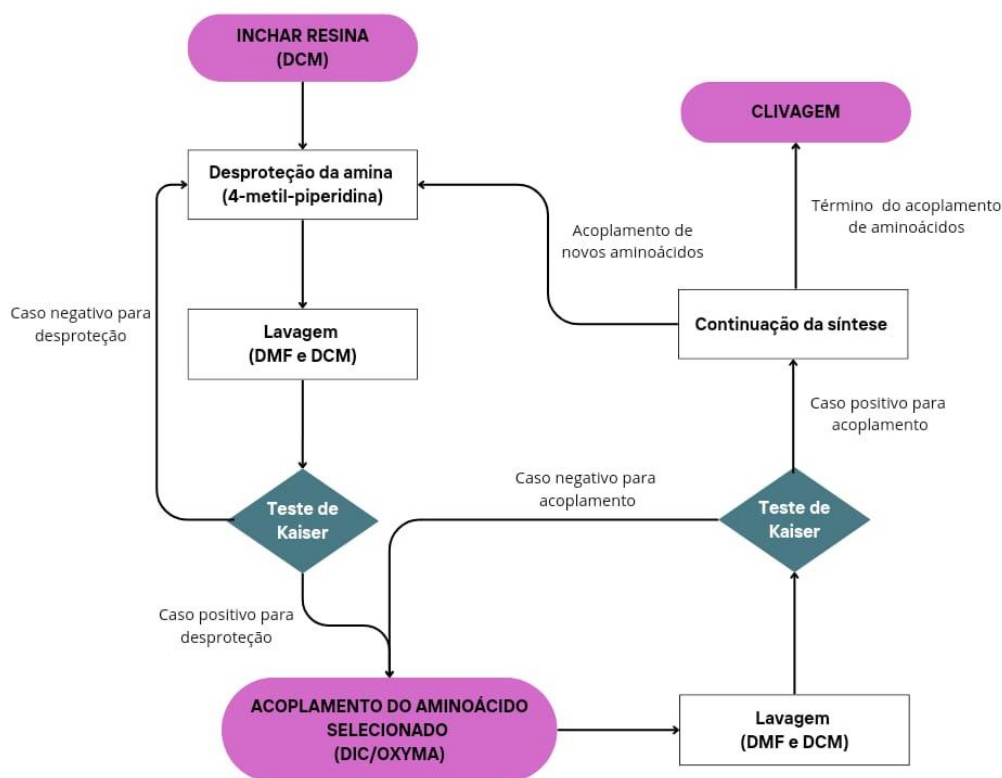 INCHAR RESINA
(DCM)
Desproteção da amina
(4-metil-piperidina)
Lavagem
(DMF e DCM)
Caso negativo para
desproteção
Teste de
Kaiser
Caso positivo para
desproteção
ACOPLAMENTO DO AMINOÁCIDO
SELECIONADO
(DIC/OXYMA)
Lavagem
(DMF e DCM)
Teste de
Kaiser
Caso negativo para
acoplamento
Caso positivo para
acoplamento
Continuação da síntese
Acoplamento de
novos aminoácidos
Término do acoplamento
de aminoácidos
CLIVAGEM